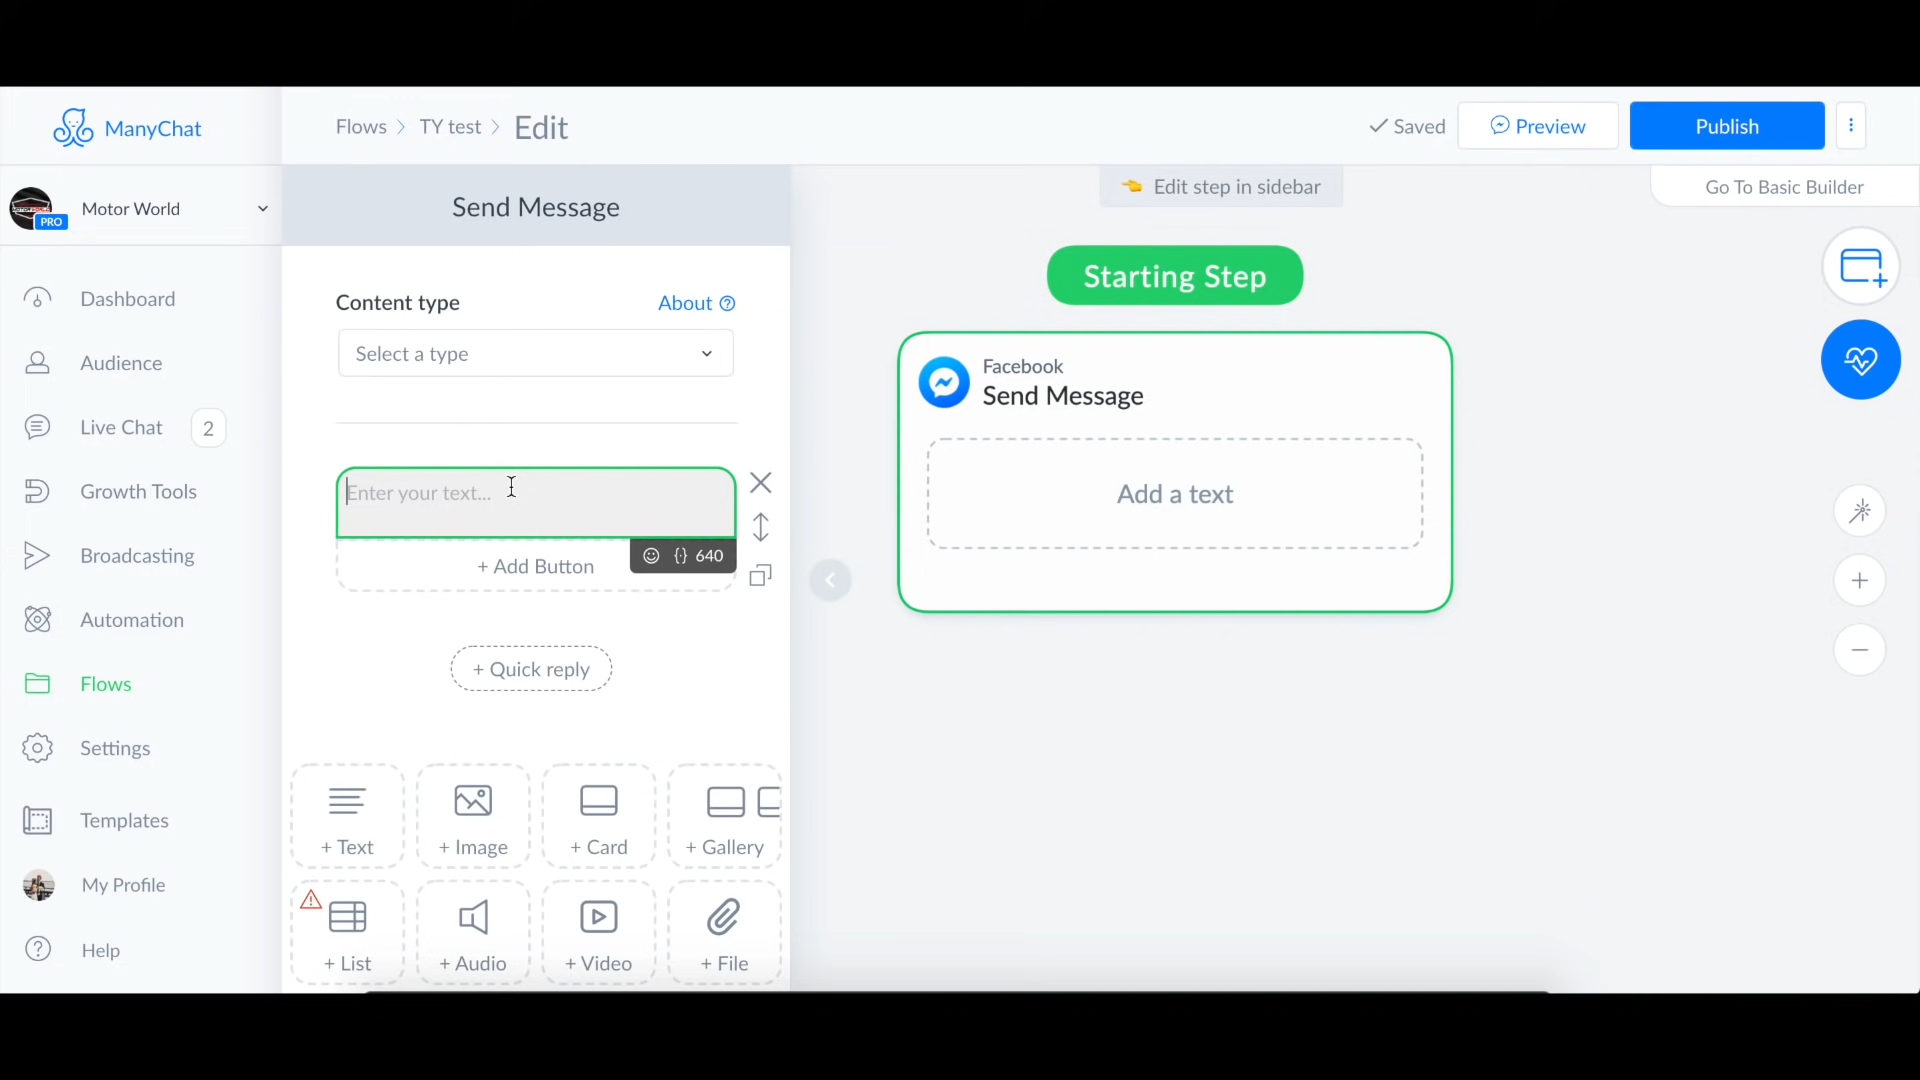 ManyChat
Flows > TY test > Edit
Saved
Preview
Publish
PRO
Motor World
Send Message
👈 Edit step in sidebar
Go To Basic Builder
Dashboard
Audience
Live Chat 2
Growth Tools
Broadcasting
Automation
Flows
Settings
Templates
My Profile
Help
Content type
About
Select a type
Enter your text...
{} 640
+ Add Button
+ Quick reply
+ Text
+ Image
+ Card
+ Gallery
+ List
+ Audio
+ Video
+ File
Starting Step
Facebook
Send Message
Add a text